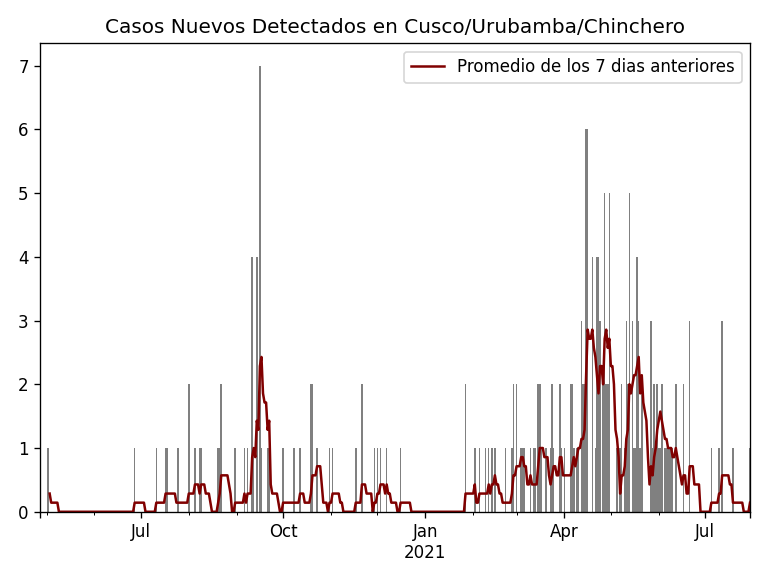 Casos Nuevos Detectados en Cusco/Urubamba/Chinchero
Promedio de los 7 dias anteriores
7
6
5
4
3
2
1
0
Jul
Oct
Jan
Apr
Jul
2021